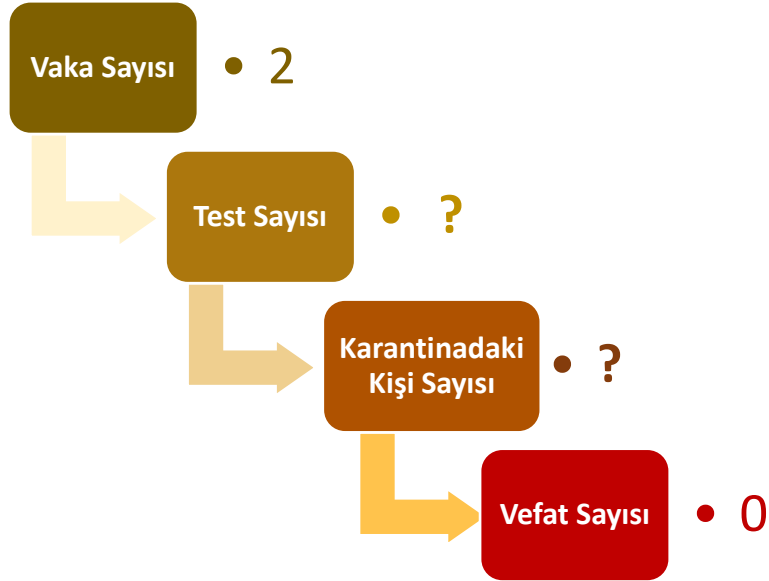 Vaka Sayısı
• 2
Test Sayısı
• ?
Karantinadaki
Kişi Sayısı
• ?
Vefat Sayısı
• 0